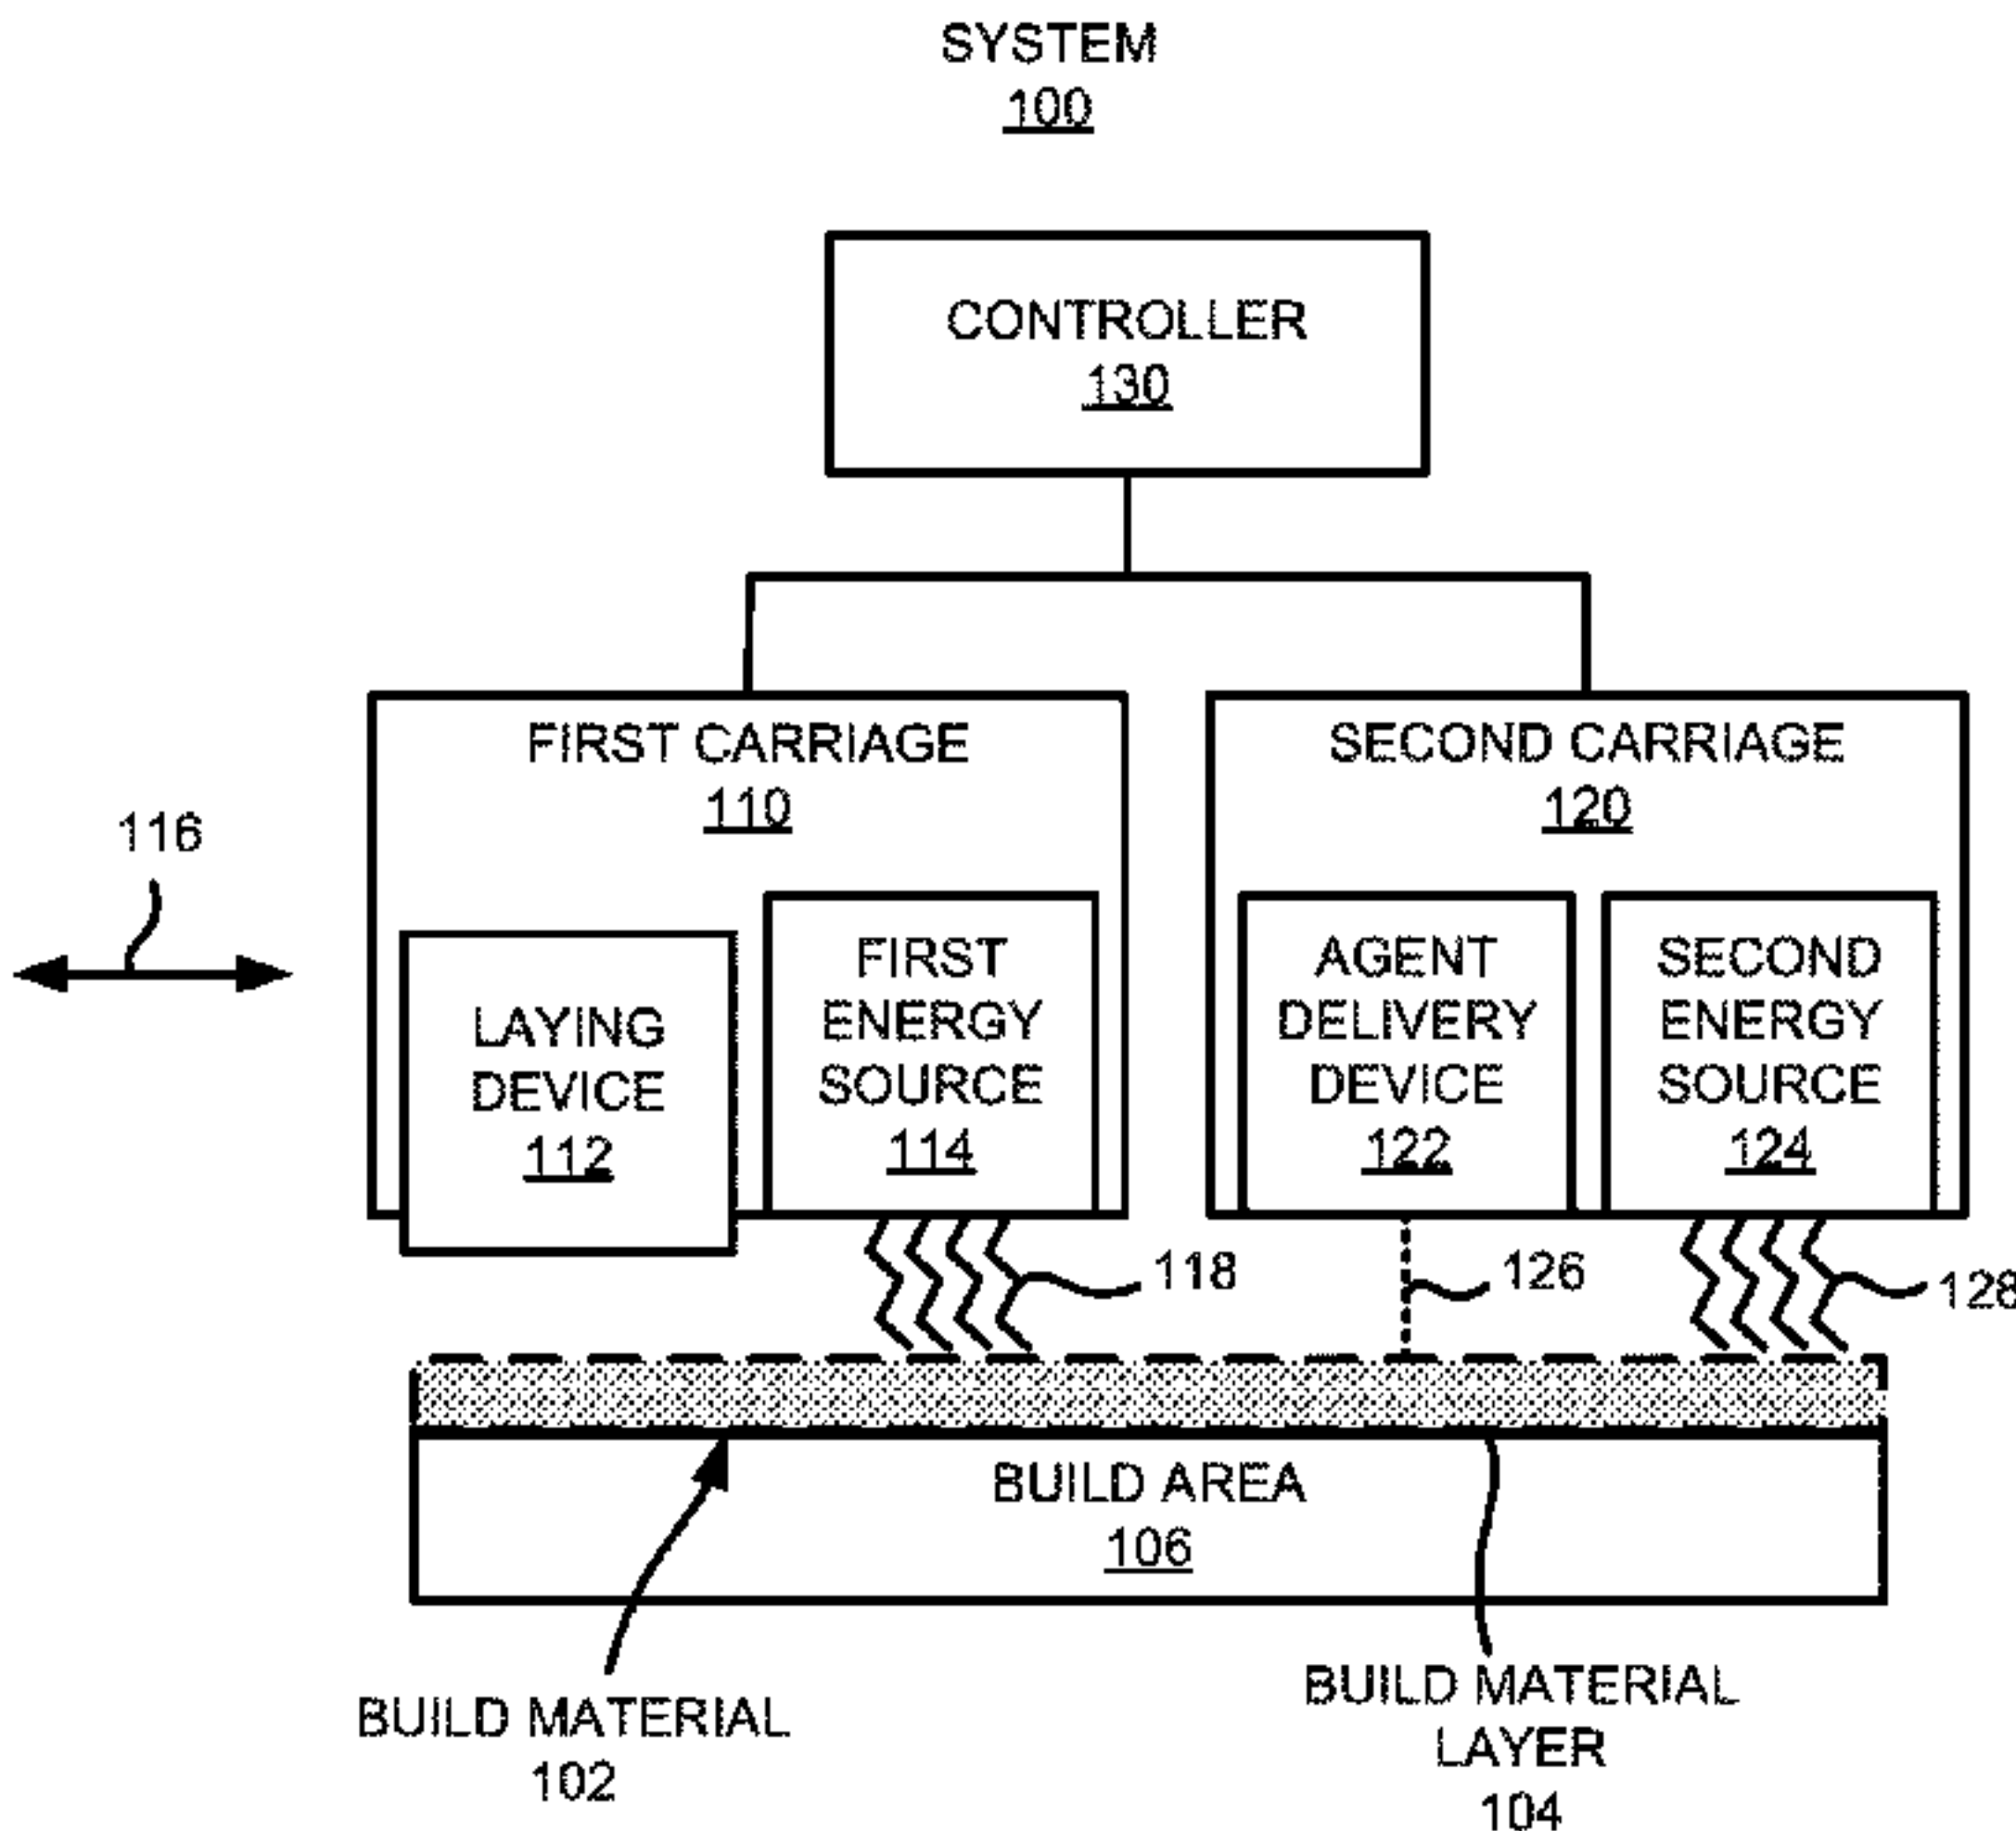 SYSTEM
100
CONTROLLER
130
FIRST CARRIAGE
110
SECOND CARRIAGE
120
116
LAYING
DEVICE
112
FIRST
ENERGY
SOURCE
114
AGENT
DELIVERY
DEVICE
122
SECOND
ENERGY
SOURCE
124
118
126
128
BUILD AREA
106
BUILD MATERIAL
102
BUILD MATERIAL
LAYER
104